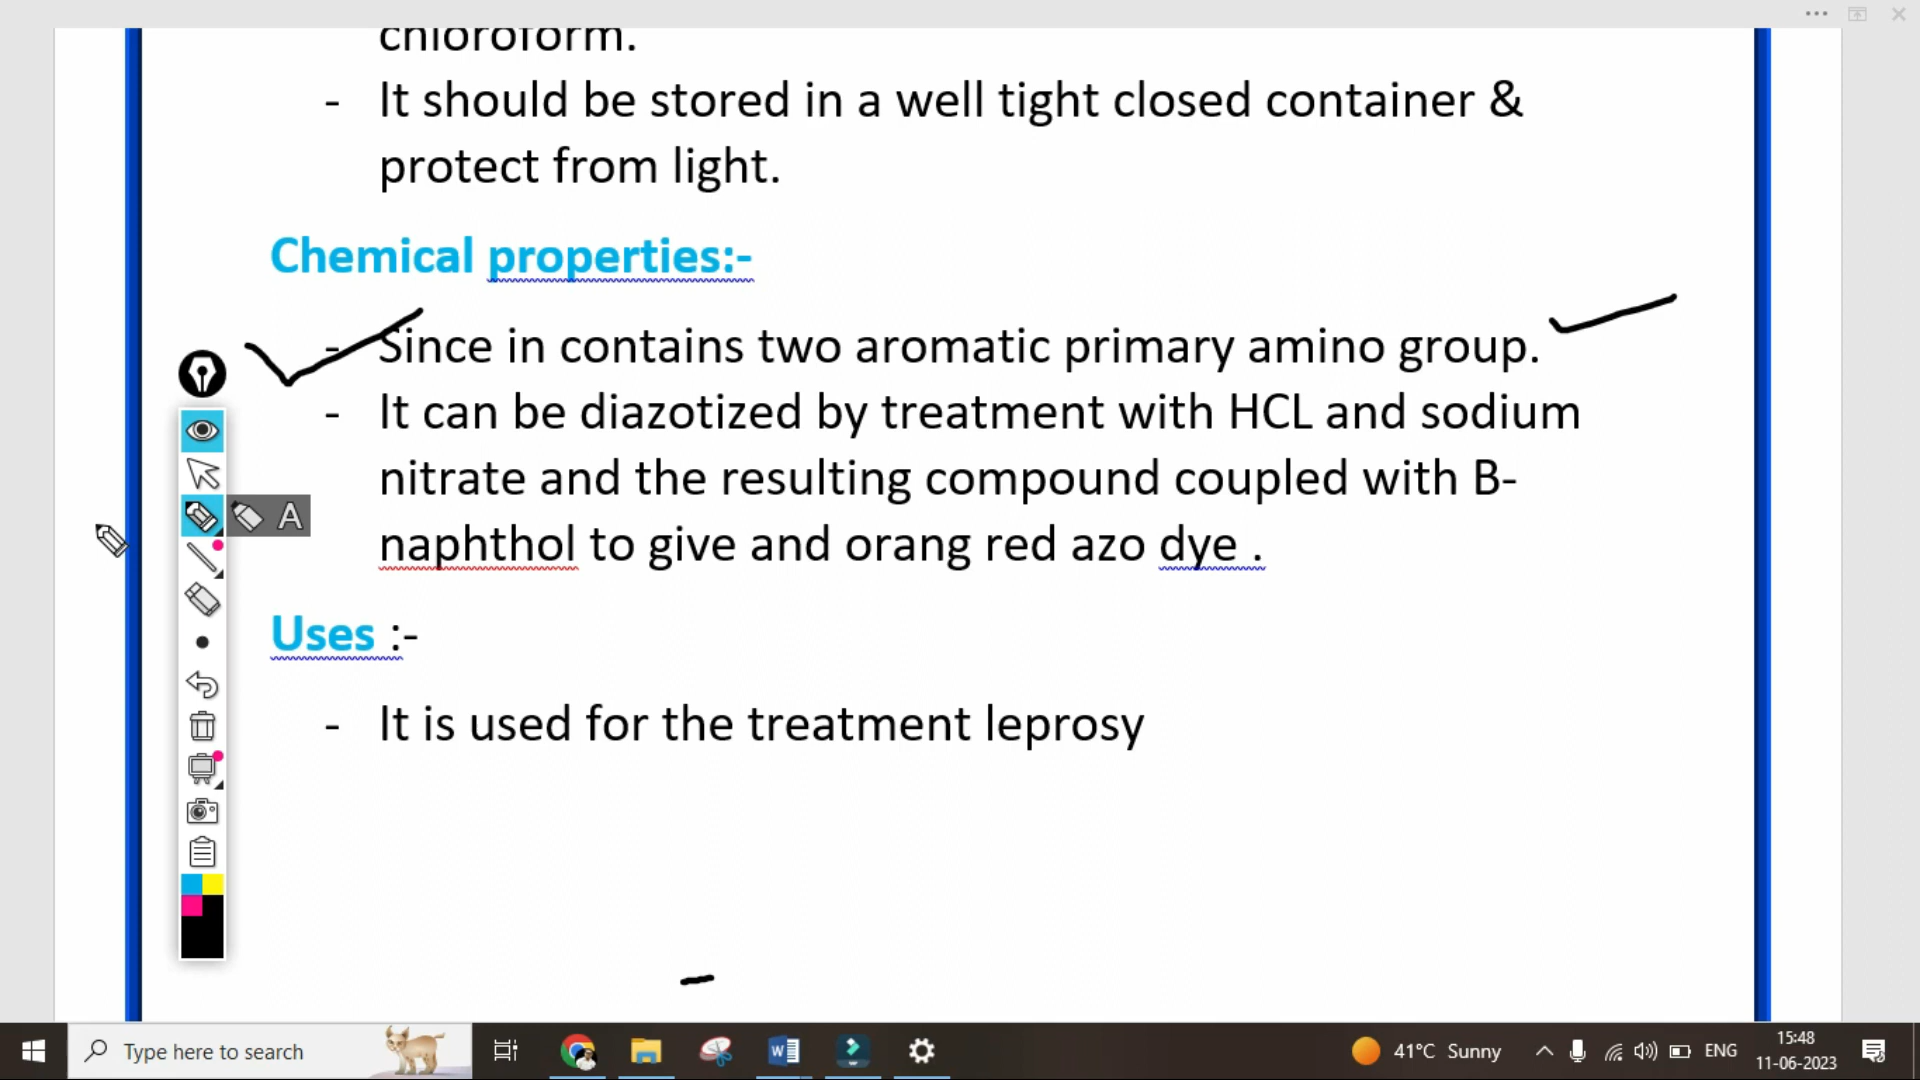 chloroform.
- It should be stored in a well tight closed container &
protect from light.
Chemical properties:-
- Since in contains two aromatic primary amino group.
- It can be diazotized by treatment with HCL and sodium
nitrate and the resulting compound coupled with B-
naphthol to give and orang red azo dye .
Uses :-
- It is used for the treatment leprosy
A
Type here to search
41°C Sunny
ENG
15:48
11-06-2023